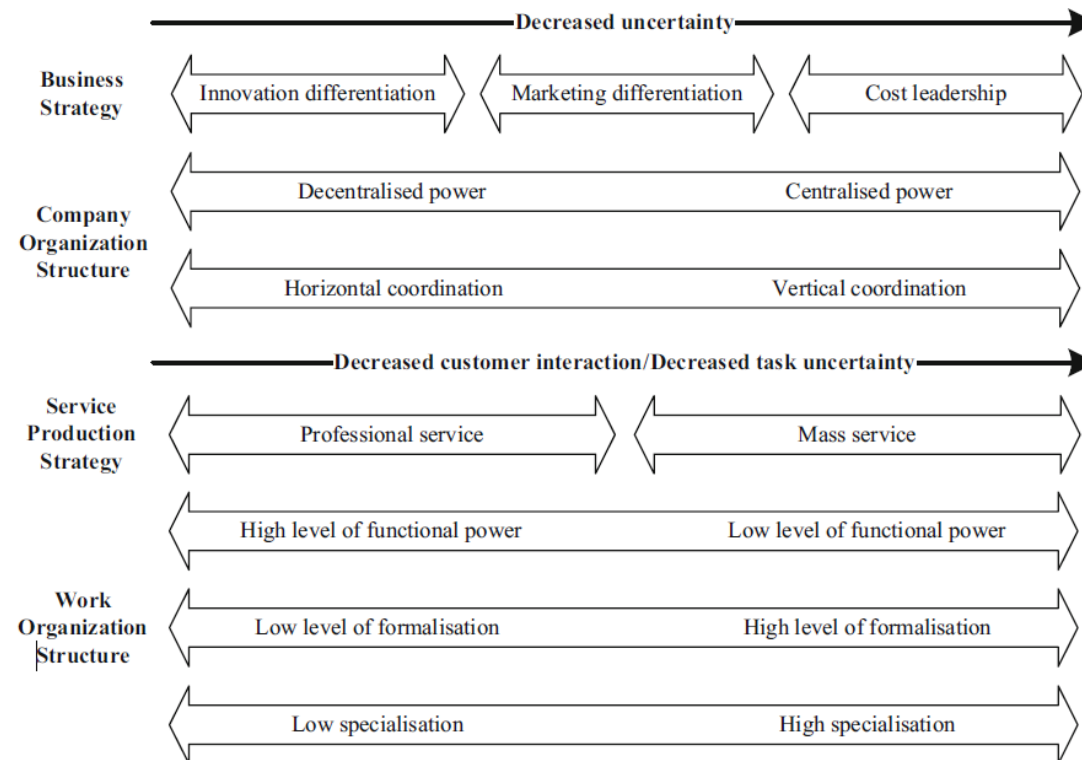 Decreased uncertainty
Business
Strategy
Innovation differentiation
Marketing differentiation
Cost leadership
Company
Organization
Structure
Decentralised power
Centralised power
Horizontal coordination
Vertical coordination
Decreased customer interaction/Decreased task uncertainty
Service
Production
Strategy
Professional service
Mass service
Work
Organization
Structure
High level of functional power
Low level of functional power
Low level of formalisation
High level of formalisation
Low specialisation
High specialisation